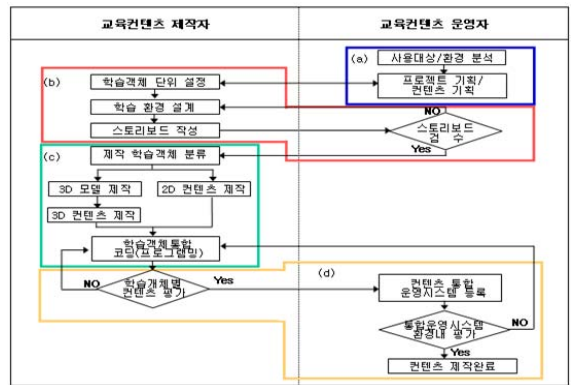 교육컨텐츠 제작자
교육컨텐츠 운영자
(a)
사용대상/환경 분석
(b)
학습객체 단위 설정
프로젝트 기획/
컨텐츠 기획
학습 환경 설계
NO
스토리보드 작성
스토리보드
검 수
Yes
(c)
제작 학습객체 분류
3D 모델 제작
2D 컨텐츠 제작
3D 컨텐츠 제작
학습객체통합
코딩(프로그래밍)
(d)
NO
학습개체별
컨텐츠 평가
Yes
컨텐츠 통합
운영시스템 등록
통합운영시스템
환경내 평가
NO
Yes
컨텐츠 제작완료